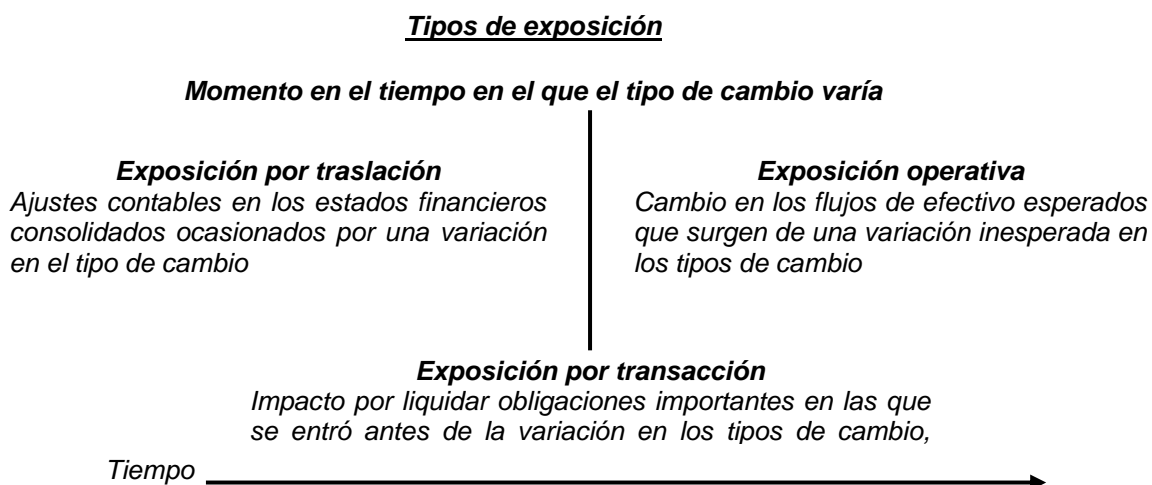 Tipos de exposición
Momento en el tiempo en el que el tipo de cambio varía
Exposición por traslación
Ajustes contables en los estados financieros
consolidados ocasionados por una variación
en el tipo de cambio
Exposición operativa
Cambio en los flujos de efectivo esperados
que surgen de una variación inesperada en
los tipos de cambio
Exposición por transacción
Impacto por liquidar obligaciones importantes en las que
se entró antes de la variación en los tipos de cambio,
Tiempo